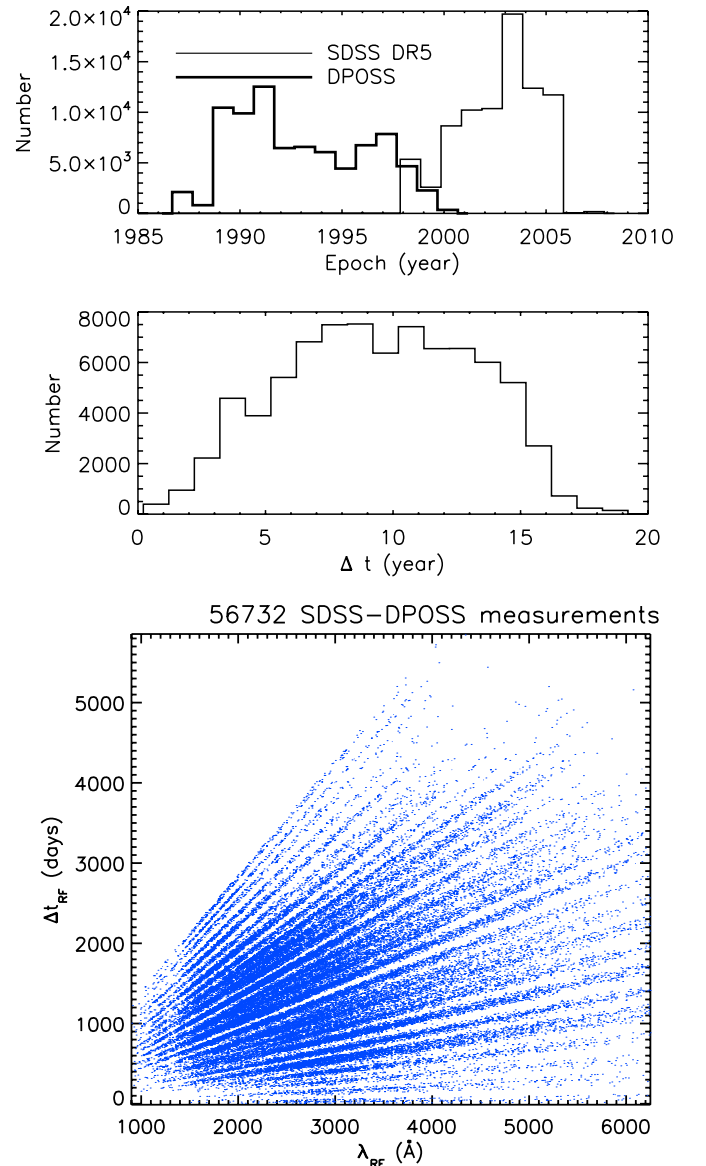 2.0×10⁴
1.5×10⁴
1.0×10⁴
5.0×10³
0
Number
SDSS DR5
DPOSS
1985 1990 1995 2000 2005 2010
Epoch (year)
8000
6000
4000
2000
0
Number
0 5 10 15 20
Δ t (year)
56732 SDSS−DPOSS measurements
5000
4000
3000
2000
1000
0
Δt_RF (days)
1000 2000 3000 4000 5000 6000
λ_RF (Å)